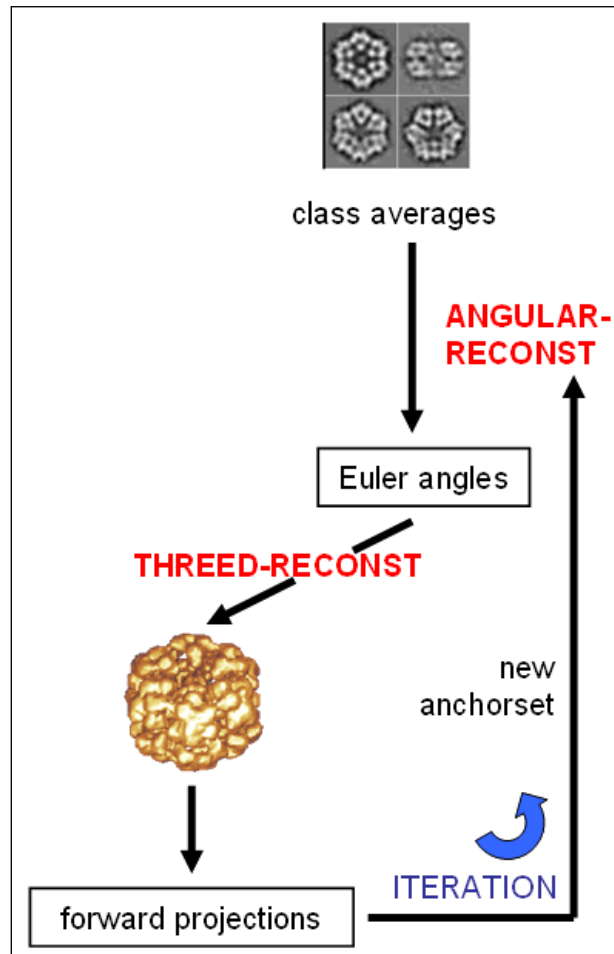 class averages
ANGULAR-
RECONST
Euler angles
THREED-RECONST
new
anchorset
ITERATION
forward projections